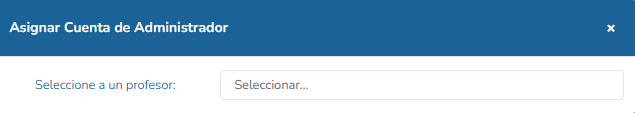 Asignar Cuenta de Administrador ×
Seleccione a un profesor: Seleccionar...